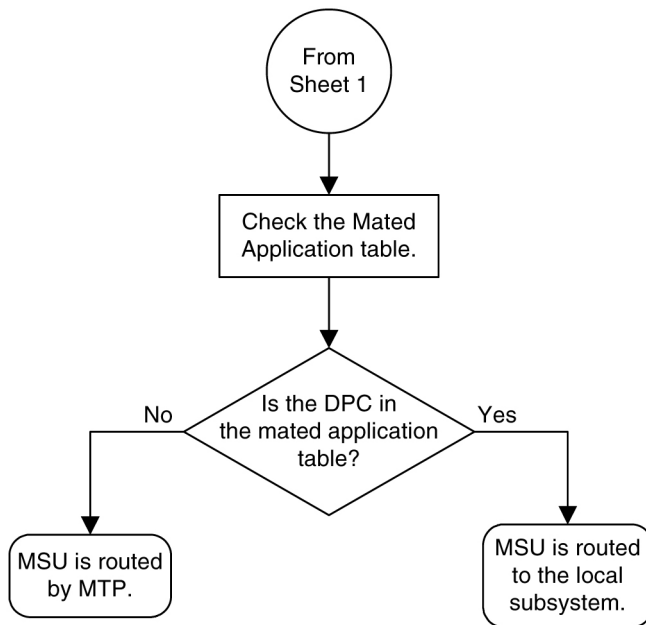 From
Sheet 1
Check the Mated
Application table.
Is the DPC in
the mated application
table?
No
Yes
MSU is routed
by MTP.
MSU is routed
to the local
subsystem.